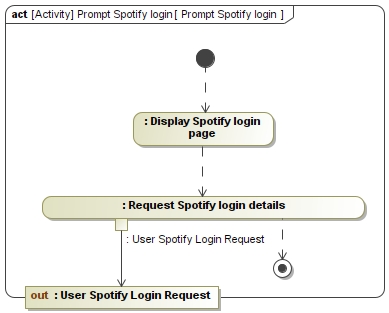 act [Activity] Prompt Spotify login [ Prompt Spotify login ]
: Display Spotify login
page
: Request Spotify login details
: User Spotify Login Request
out : User Spotify Login Request